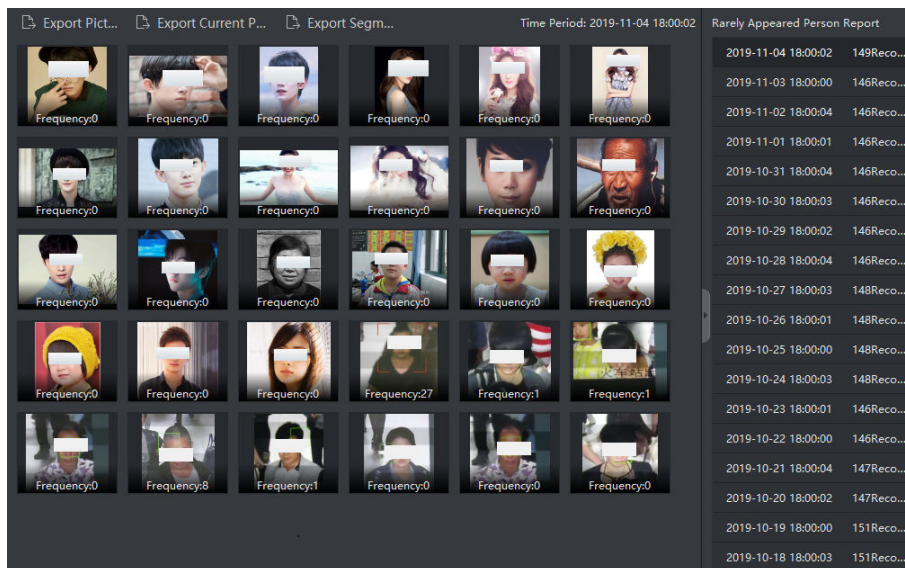 Export Pict... Export Current P... Export Segm... Time Period: 2019-11-04 18:00:02
Frequency:0 Frequency:0 Frequency:0 Frequency:0 Frequency:0 Frequency:0
Frequency:0 Frequency:0 Frequency:0 Frequency:0 Frequency:0 Frequency:0
Frequency:0 Frequency:0 Frequency:0 Frequency:0 Frequency:0 Frequency:0
火车站
Frequency:0 Frequency:0 Frequency:0 Frequency:27 Frequency:1 Frequency:1
Frequency:0 Frequency:8 Frequency:1 Frequency:0 Frequency:0 Frequency:0
Rarely Appeared Person Report
2019-11-04 18:00:02 149Reco...
2019-11-03 18:00:00 146Reco...
2019-11-02 18:00:04 146Reco...
2019-11-01 18:00:01 146Reco...
2019-10-31 18:00:04 146Reco...
2019-10-30 18:00:03 146Reco...
2019-10-29 18:00:02 146Reco...
2019-10-28 18:00:04 146Reco...
2019-10-27 18:00:03 148Reco...
2019-10-26 18:00:01 148Reco...
2019-10-25 18:00:00 148Reco...
2019-10-24 18:00:03 148Reco...
2019-10-23 18:00:01 146Reco...
2019-10-22 18:00:00 146Reco...
2019-10-21 18:00:04 147Reco...
2019-10-20 18:00:02 147Reco...
2019-10-19 18:00:00 151Reco...
2019-10-18 18:00:03 151Reco...